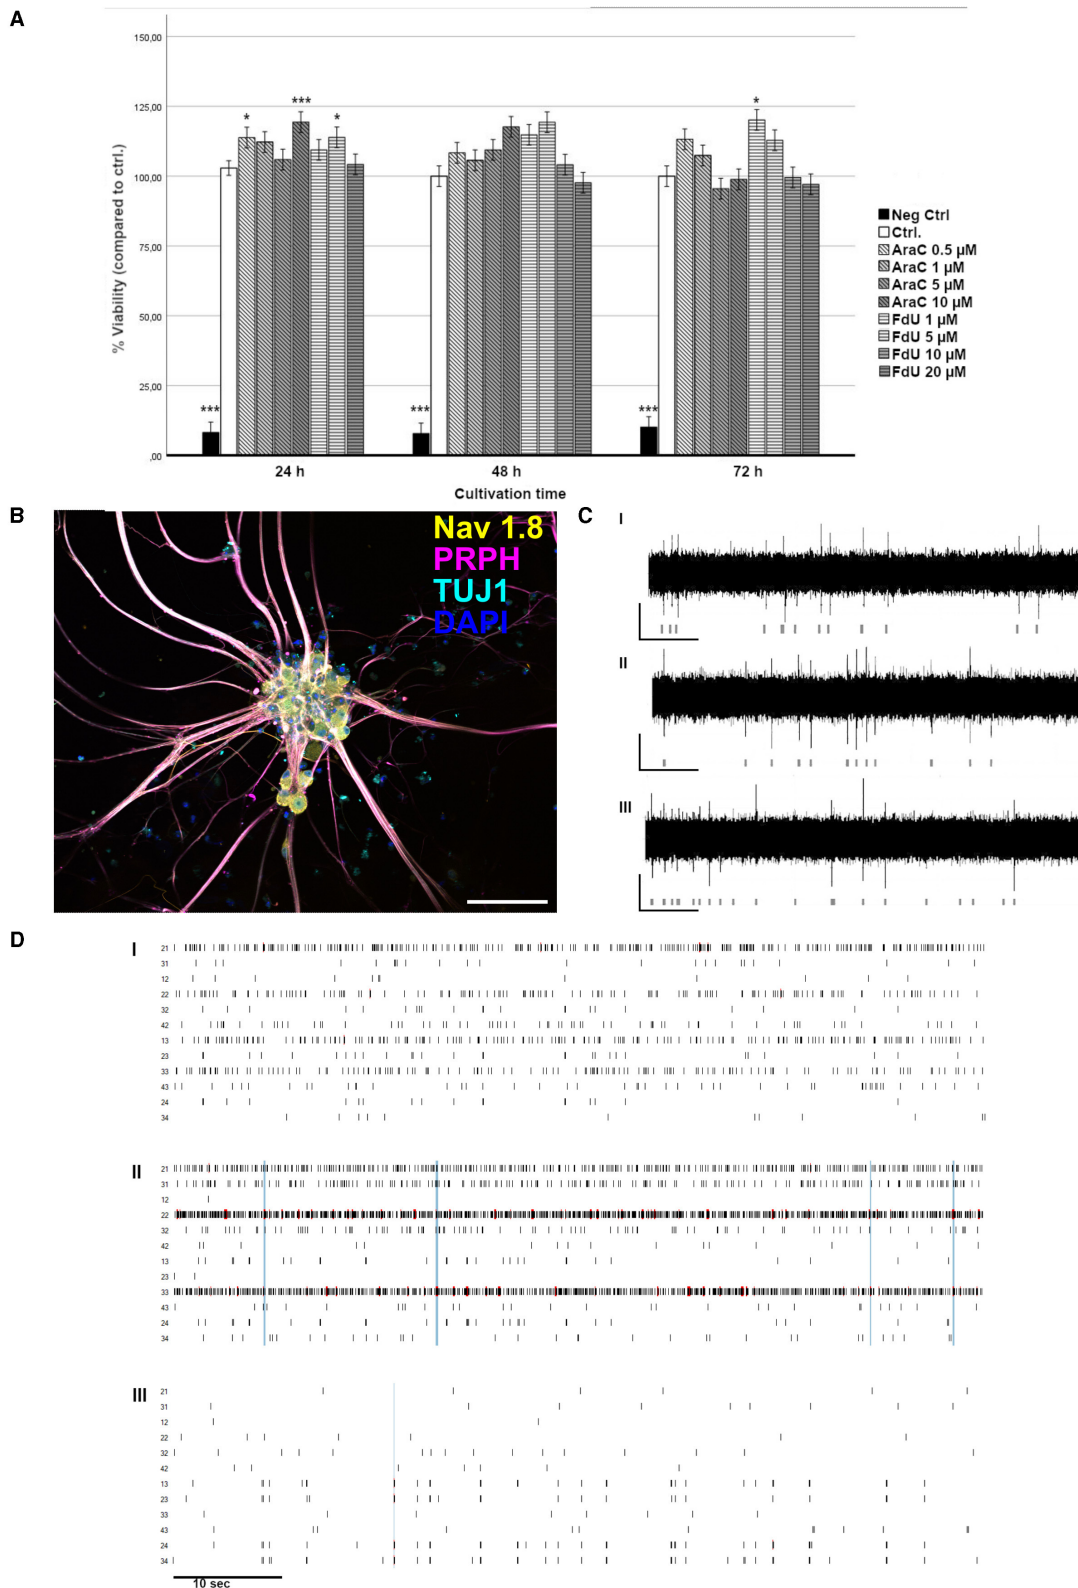 A
150,00
125,00
100,00
75,00
50,00
25,00
,00
% Viability (compared to ctrl.)
***
*
***
*
***
***
*
24 h
48 h
72 h
Cultivation time
Neg Ctrl
Ctrl.
AraC 0.5 µM
AraC 1 µM
AraC 5 µM
AraC 10 µM
FdU 1 µM
FdU 5 µM
FdU 10 µM
FdU 20 µM
B
Nav 1.8
PRPH
TUJ1
DAPI
C
I
II
III
D
I
21
31
12
22
32
42
13
23
33
43
24
34
II
21
31
12
22
32
42
13
23
33
43
24
34
III
21
31
12
22
32
42
13
23
33
43
24
34
10 sec